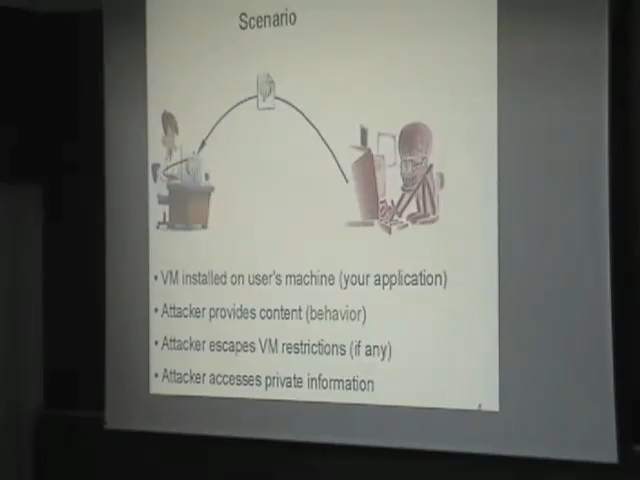 Scenario
• VM installed on user's machine (your application)
• Attacker provides content (behavior)
• Attacker escapes VM restrictions (if any)
• Attacker accesses private information